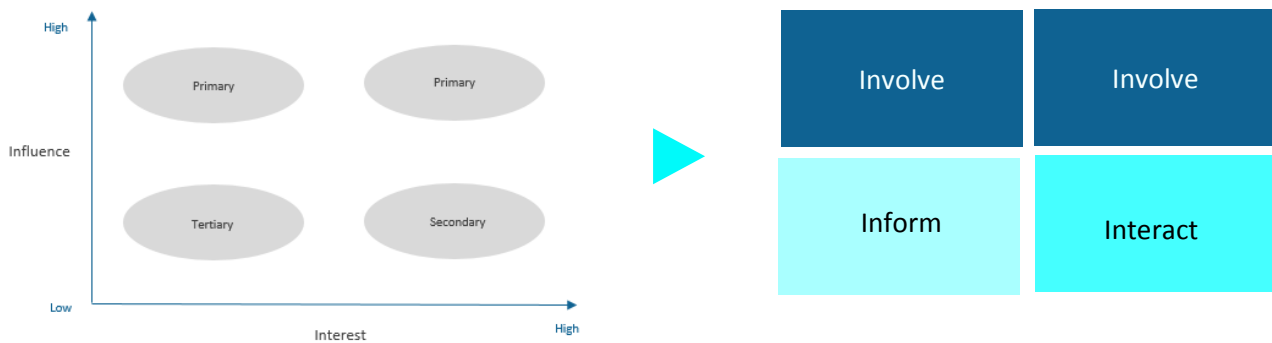 High
Primary
Primary
Influence
Tertiary
Secondary
Low
High
Interest
Involve
Involve
Inform
Interact